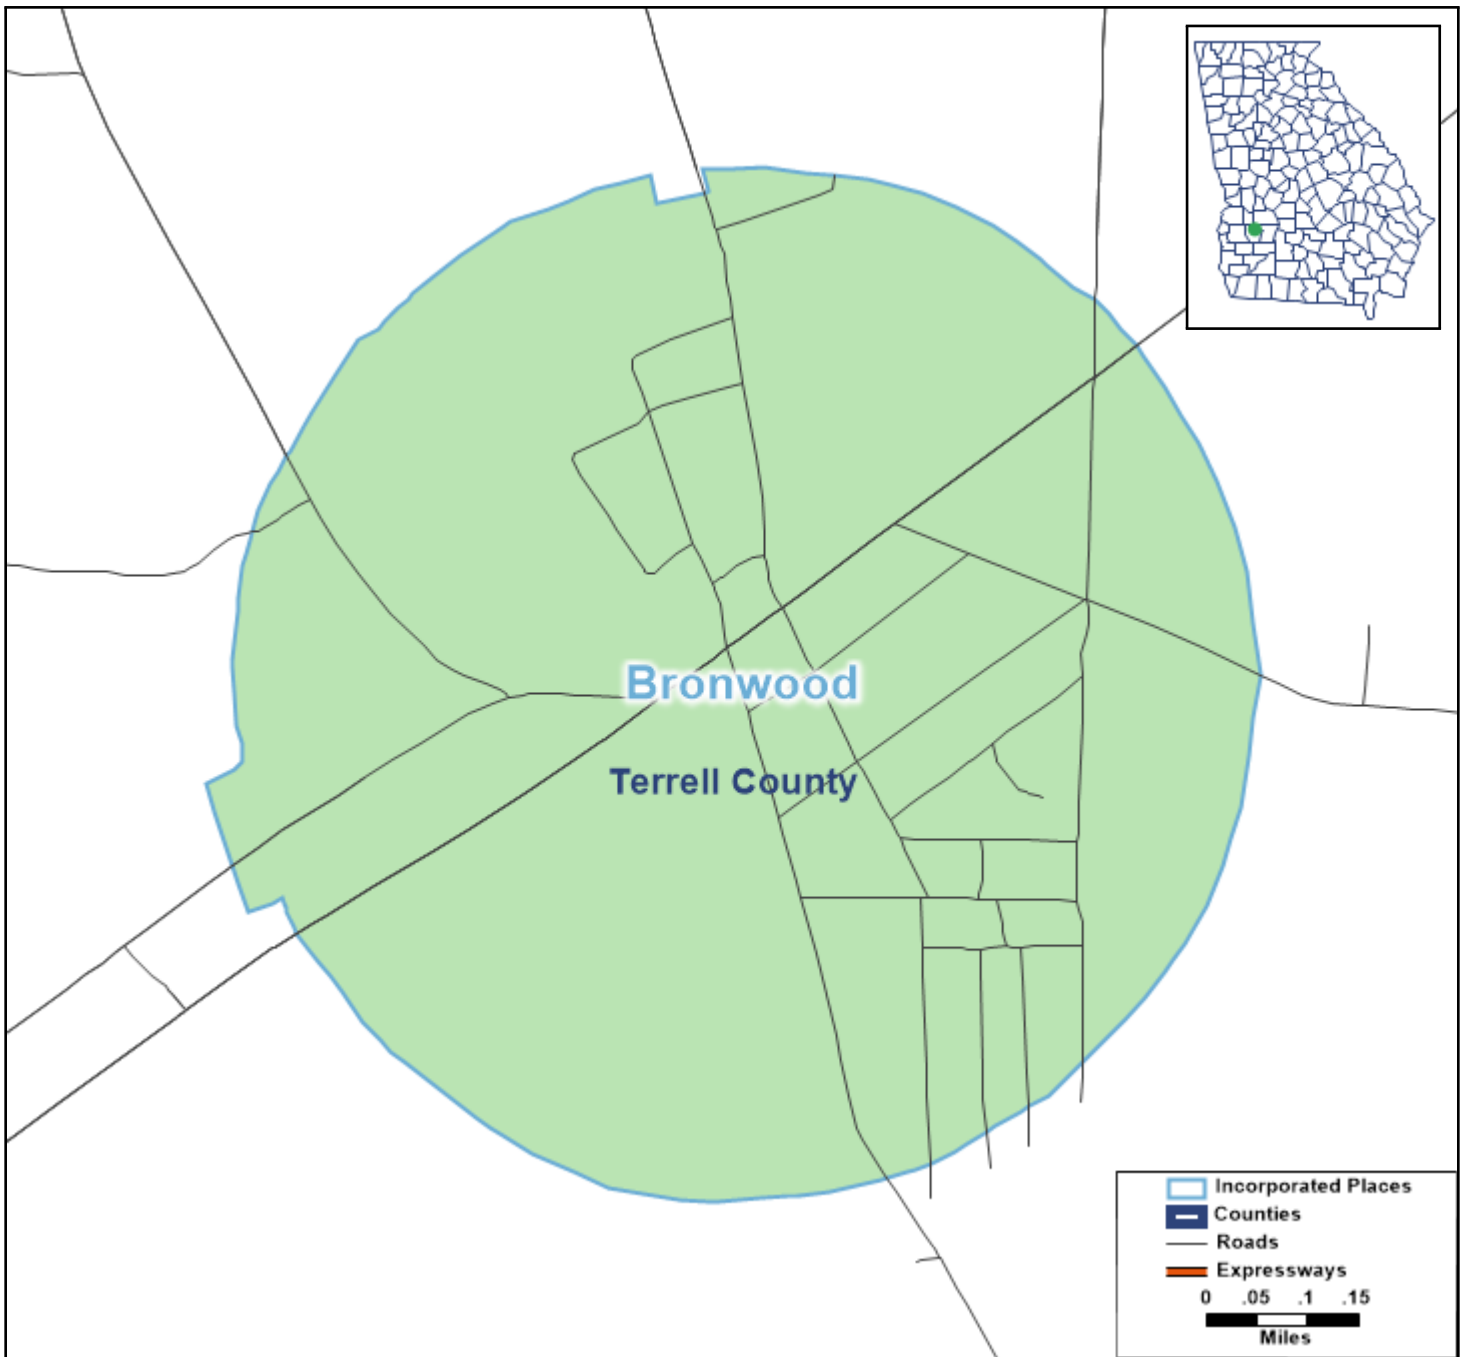 Bronwood
Terrell County
Incorporated Places
Counties
Roads
Expressways
0 .05 .1 .15
Miles